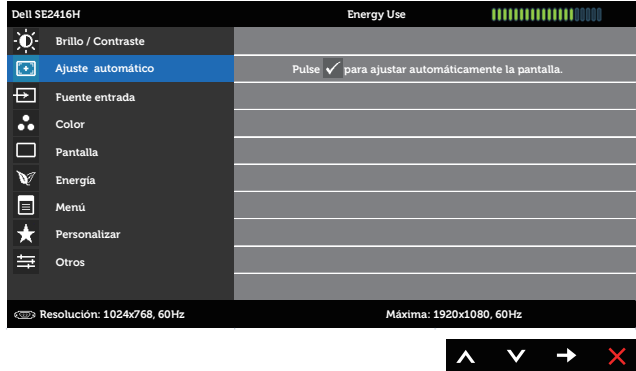 Dell SE2416H
Energy Use
Brillo / Contraste
Ajuste automático
Pulse para ajustar automáticamente la pantalla.
Fuente entrada
Color
Pantalla
Energía
Menú
Personalizar
Otros
Resolución: 1024x768, 60Hz
Máxima: 1920x1080, 60Hz